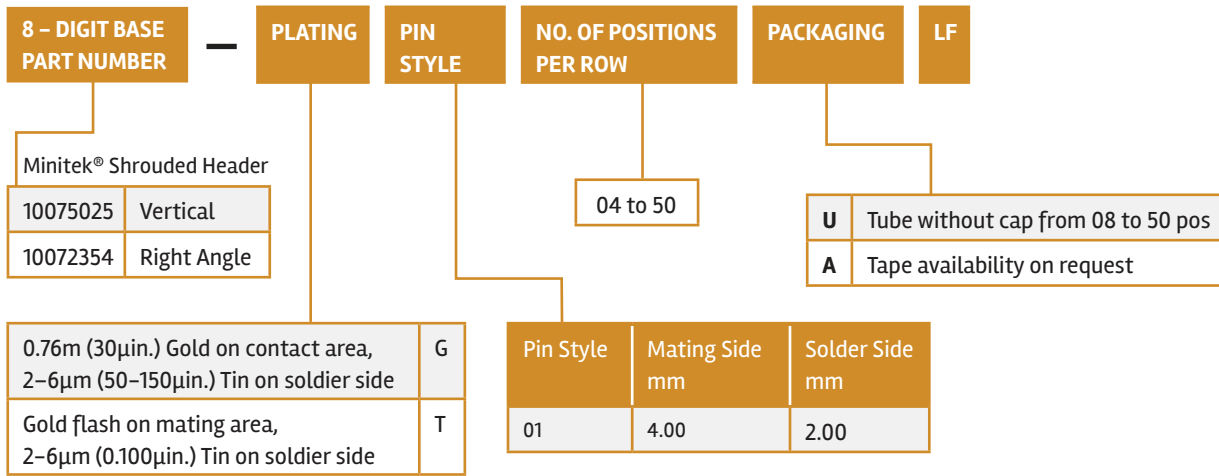 8 – DIGIT BASE
PART NUMBER
—
PLATING
PIN
STYLE
NO. OF POSITIONS
PER ROW
PACKAGING
LF
Minitek® Shrouded Header
10075025 Vertical
10072354 Right Angle
04 to 50
U Tube without cap from 08 to 50 pos
A Tape availability on request
0.76m (30µin.) Gold on contact area, G
2–6µm (50-150µin.) Tin on soldier side
Gold flash on mating area, T
2–6µm (0.100µin.) Tin on soldier side
Pin Style Mating Side Solder Side
mm mm
01 4.00 2.00